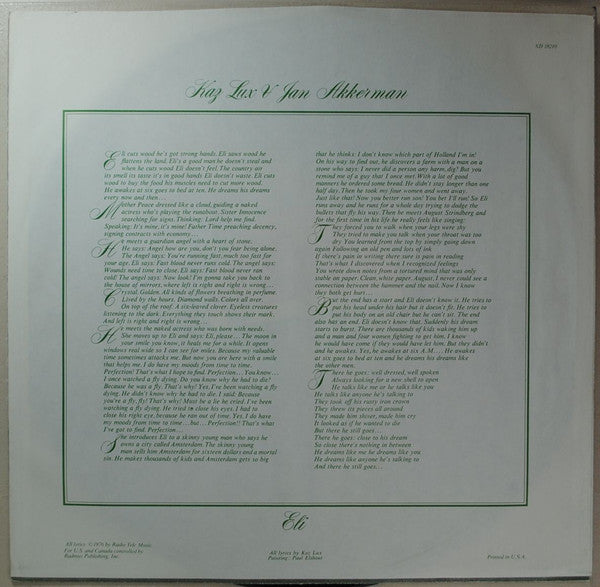 SD 18210
Kaz Lux & Jan Akkerman
Eli cuts wood he's got strong hands. Eli saws wood he
flattens the land. Eli's a good man he doesn't steal and
when he cuts wood Eli doesn't feel. The country air
its smell its taste it's in good hands Eli doesn't waste. Eli cuts
wood to buy, the food his muscles need to cut more wood.
He awakes at six goes to bed at ten. He dreams his dreams
every now and then...
Mother Peace dressed like a cloud, guiding a naked
actress who's playing the runabout. Sister Innocence
searching for signs. Thinking: Lord help me find.
Speaking: It's mine, it's mine! Father Time preaching decency,
signing contracts with economy...
He meets a guardian angel with a heart of stone.
He says: Angel how are you, don't you fear being alone.
The Angel says: You're running fast, much too fast for
your age. Eli says: Fast blood never runs cold. The angel says:
Wounds need time to close. Eli says: Fast blood never runs
cold. The angel says: Now look! I'm gonna take you back to
the house of mirrors, where left is right and right is wrong...
Crystal Golden. All kinds of flowers breathing in perfume.
Lived by the hours. Diamond walls. Colors all over.
On top of the roof. A six-leaved clover. Eyeless creatures
listening to the dark. Everything they touch shows their mark.
And left is right and right is wrong...
He meets the naked actress who was born with needs.
She moves up to Eli and says: Eli, please... The moon in
your smile you know, it heals me for a while. It opens
windows real wide so I can see for miles. Because my valuable
time sometimes attacks me. But now you are here with a smile
that helps me. I do have my moods from time to time.
Perfection! That's what I hope to find. Perfection... You know...
I once watched a fly dying. Do you know why he had to die?
Because he was a fly. That's why! Yes, I've been watching a fly
dying. He didn't know why he had to die. I said: Because
you're a fly, fly! That's why! Must be a lie he cried. I've been
watching a fly dying. He tried to close his eyes. I had to
close his right eye, because he ran out of time. Yes, I do have
my moods from time to time... but... Perfection!! That's what
I've got to find. Perfection...
She introduces Eli to a skinny young man who says he
owns a city called Amsterdam. The skinny young
man sells him Amsterdam for sixteen dollars and a mortal
sin. He makes thousands of kids and Amsterdam gets so big
that he thinks: I don't know which part of Holland I'm in!
On his way to find out, he discovers a farm with a man on a
stone who says: I never did a person any harm, dig? But you
remind me of a guy that I once met. With a lot of good
manners he ordered some bread. He didn't stay longer than one
half day. Then he took my four women and went away.
Just like that! Now you better run son! You bet I'll run! So Eli
runs away and he runs for a whole day trying to dodge the
bullets that fly his way. Then he meets August Strindberg and
for the first time in his life he really feels like singing:
They forced you to walk when your legs were shy
They tried to make you talk when your throat was too
dry You learned from the top by simply going down
again Following an old pen and lots of ink
If there's pain in writing there sure is pain in reading
That's what I discovered when I recognized feelings
You wrote down notes from a tortured mind that was only
stable on paper. Clean, white paper. August, I never could see a
connection between the hammer and the nail. Now I know
they both get hurt...
But the end has a start and Eli doesn't know it. He tries to
put his head under his hair but it doesn't fit. He tries to
put his body on an old chair but he can't sit. The end
also has an end. Eli doesn't know that. Suddenly his dream
starts to burst. There are thousands of kids waking him up
and a man and four women fighting to get him. I know
he would have come if they would have let him. But they didn't
and he awakes. Yes, he awakes at six A.M.... He awakes
at six goes to bed at ten and he dreams his dreams like
the other men.
There he goes: well dressed, well spoken
Always looking for a new shell to open
He talks like me or he talks like you
He talks like anyone he's talking to
They took off his rusty iron crown
They threw its pieces all around
They made him shiver, made him cry
It looked as if he wanted to die
But there he still goes...
There he goes: close to his dream
So close there's nothing in between
He dreams like me he dreams like you
He dreams like anyone he's talking to
And there he still goes...
Eli
All lyrics © 1976 by Radio Tele Music
For U.S. and Canada controlled by
Radmus Publishing, Inc.
All lyrics by Kaz Lux
Painting: Paul Elshout
Printed in U.S.A.